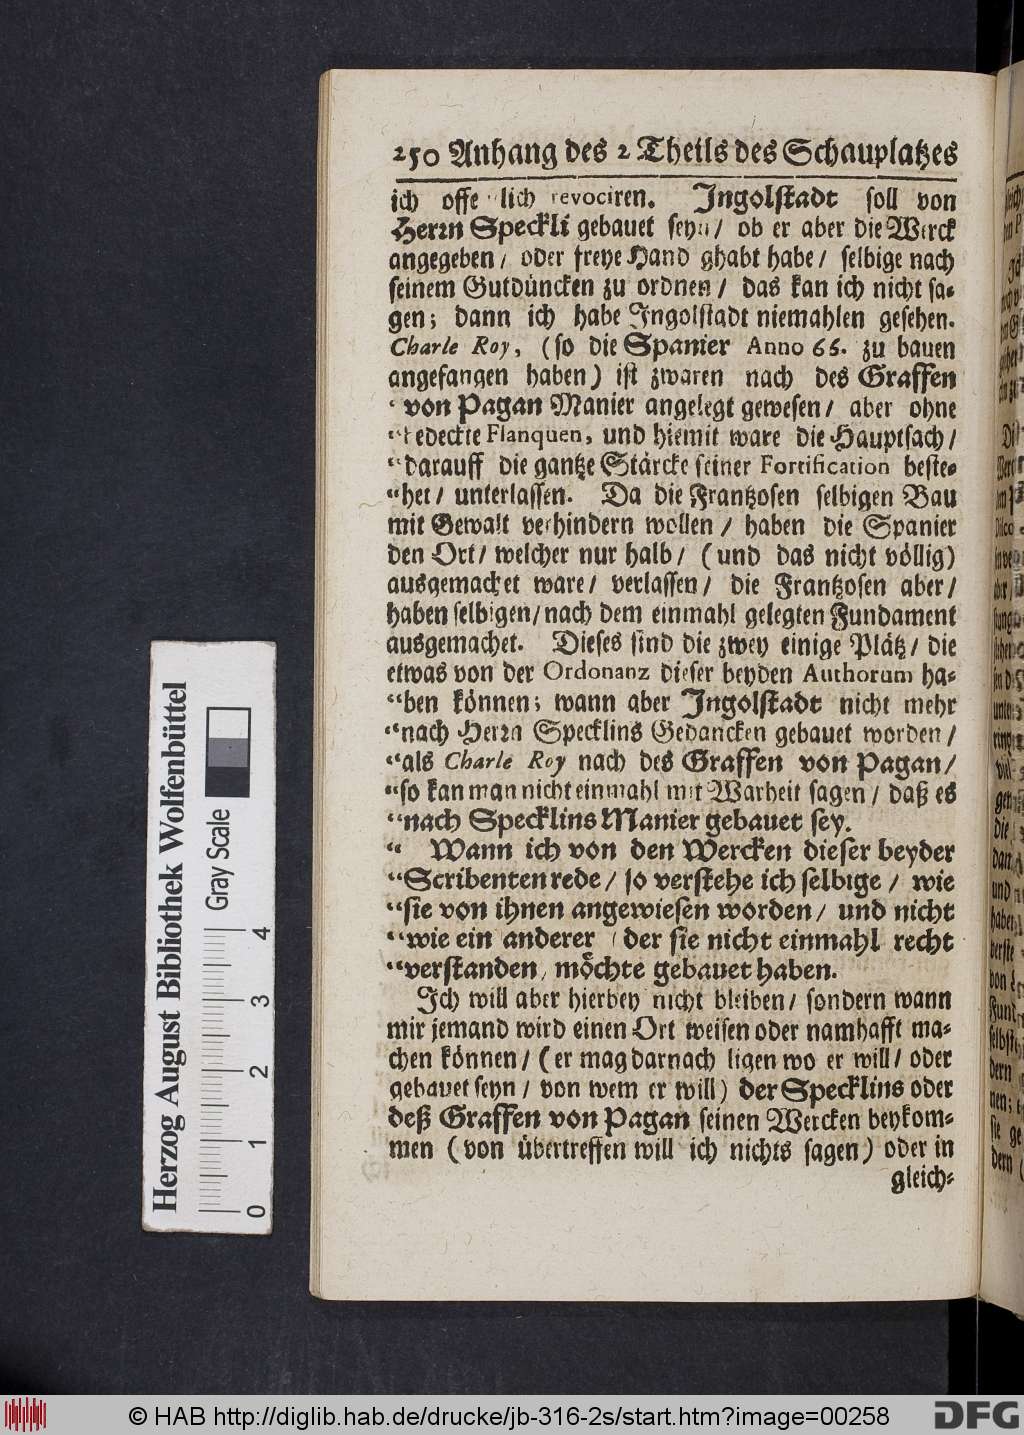 250 Anhang des 2 Theils des Schauplatzes
ich offe lich revociren. Ingolstadt soll von
Herrn Speckli gebauet seyn / ob er aber die Werck
angegeben / oder freye Hand ghabt habe / selbige nach
seinem Gutdüncken zu ordnen / das kan ich nicht sa-
gen; dann ich habe Ingolstadt niemahlen gesehen.
Charle Roy, (so die Spanier Anno 66. zu bauen
angefangen haben) ist zwaren nach des Graffen
von Pagan Manier angelegt gewesen / aber ohne
“edeckte Flanquen, und hiemit ware die Hauptsach /
“darauff die gantze Stärcke seiner Fortification beste-
“het / unterlassen. Da die Frantzosen selbigen Bau
mit Gewalt verhindern wollen / haben die Spanier
den Ort / welcher nur halb / (und das nicht völlig)
ausgemachet ware / verlassen / die Frantzosen aber /
haben selbigen / nach dem einmahl gelegten Fundament
ausgemachet. Dieses sind die zwey einige Plätz / die
etwas von der Ordonanz dieser beyden Authorum ha-
“ben können; wann aber Ingolstadt nicht mehr
“nach Herrn Specklins Gedancken gebauet worden /
“als Charle Roy nach des Graffen von Pagan /
“so kan man nicht einmahl mit Warheit sagen / daß es
“nach Specklins Manier gebauet sey.
“ Wann ich von den Wercken dieser beyder
“Scribenten rede / so verstehe ich selbige / wie
“sie von ihnen angewiesen worden / und nicht
“wie ein anderer / der sie nicht einmahl recht
“verstanden / möchte gebauet haben.
Ich will aber hierbey nicht bleiben / sondern wann
mir jemand wird einen Ort weisen oder namhafft ma-
chen können / (er mag darnach ligen wo er will / oder
gebauet seyn / von wem er will) der Specklins oder
deß Graffen von Pagan seinen Wercken beykom-
men (von übertreffen will ich nichts sagen) oder in
gleich-
Herzog August Bibliothek Wolfenbüttel
Gray Scale
0 1 2 3 4
© HAB http://diglib.hab.de/drucke/jb-316-2s/start.htm?image=00258
DFG